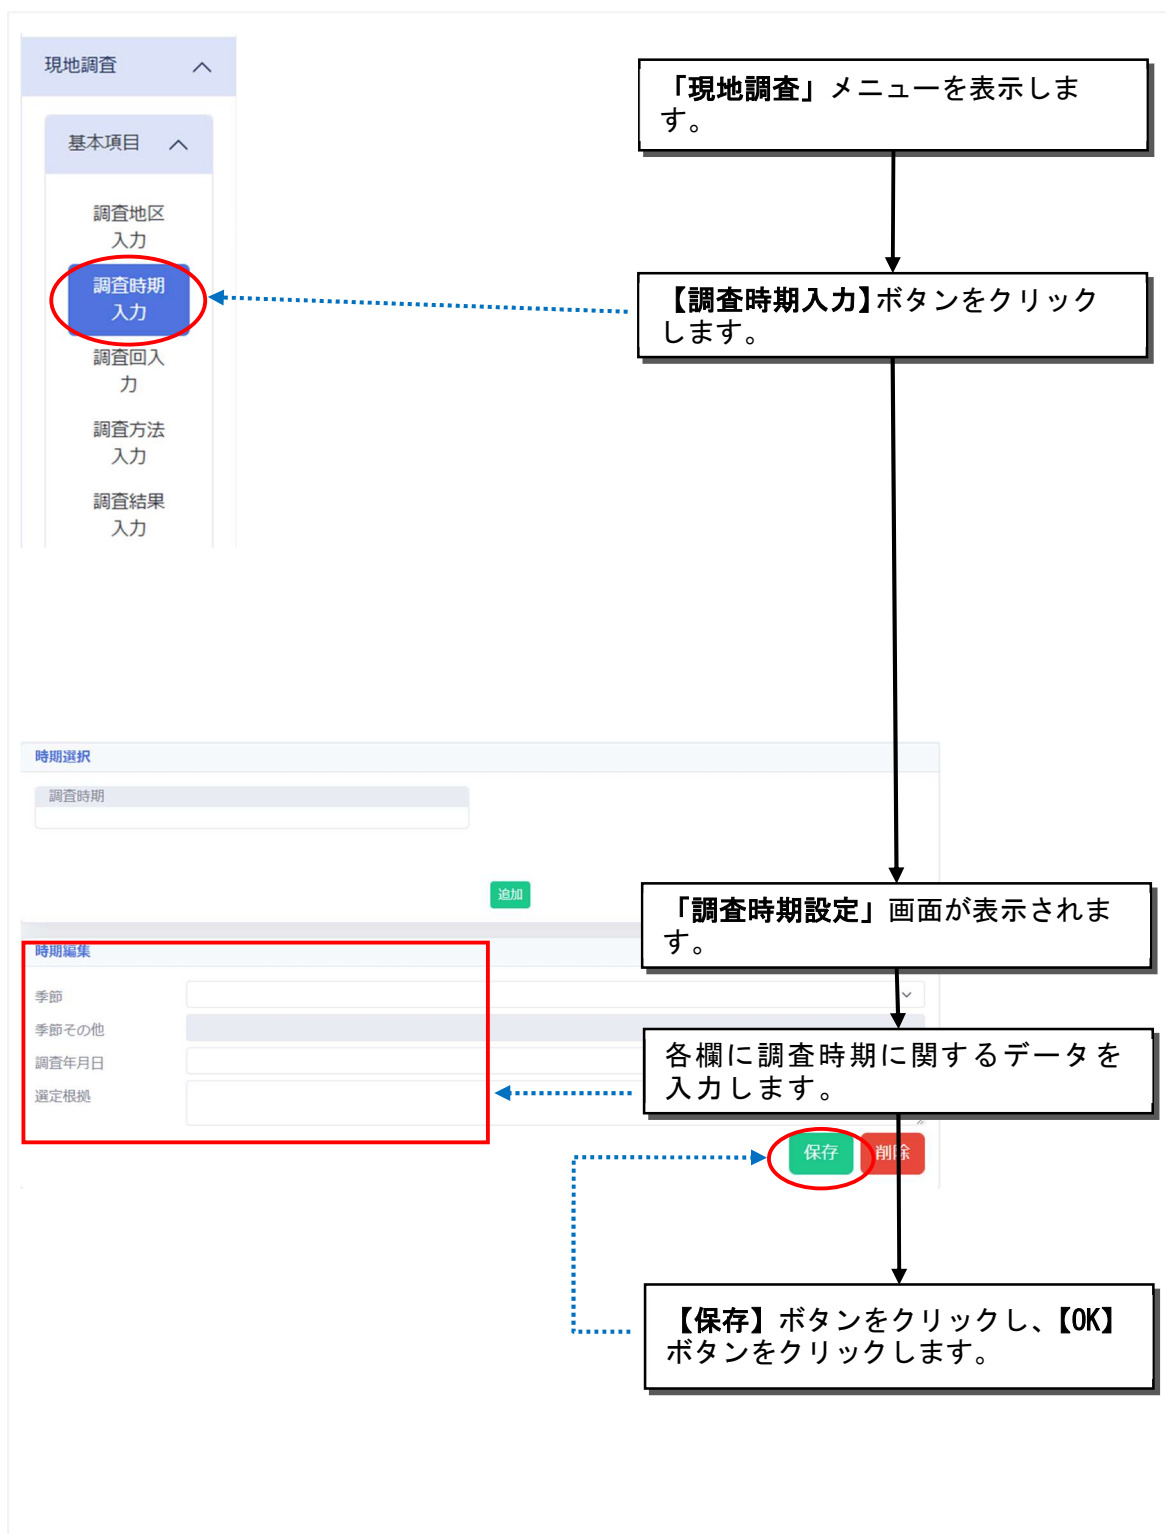 現地調査
基本項目
調査地区
入力
調査時期
入力
調査回入
力
調査方法
入力
調査結果
入力
「現地調査」メニューを表示しま
す。
【調査時期入力】ボタンをクリック
します。
時期選択
調査時期
追加
「調査時期設定」画面が表示されま
す。
時期編集
季節
季節その他
調査年月日
選定根拠
各欄に調査時期に関するデータを
入力します。
保存
削除
【保存】ボタンをクリックし、【OK】
ボタンをクリックします。